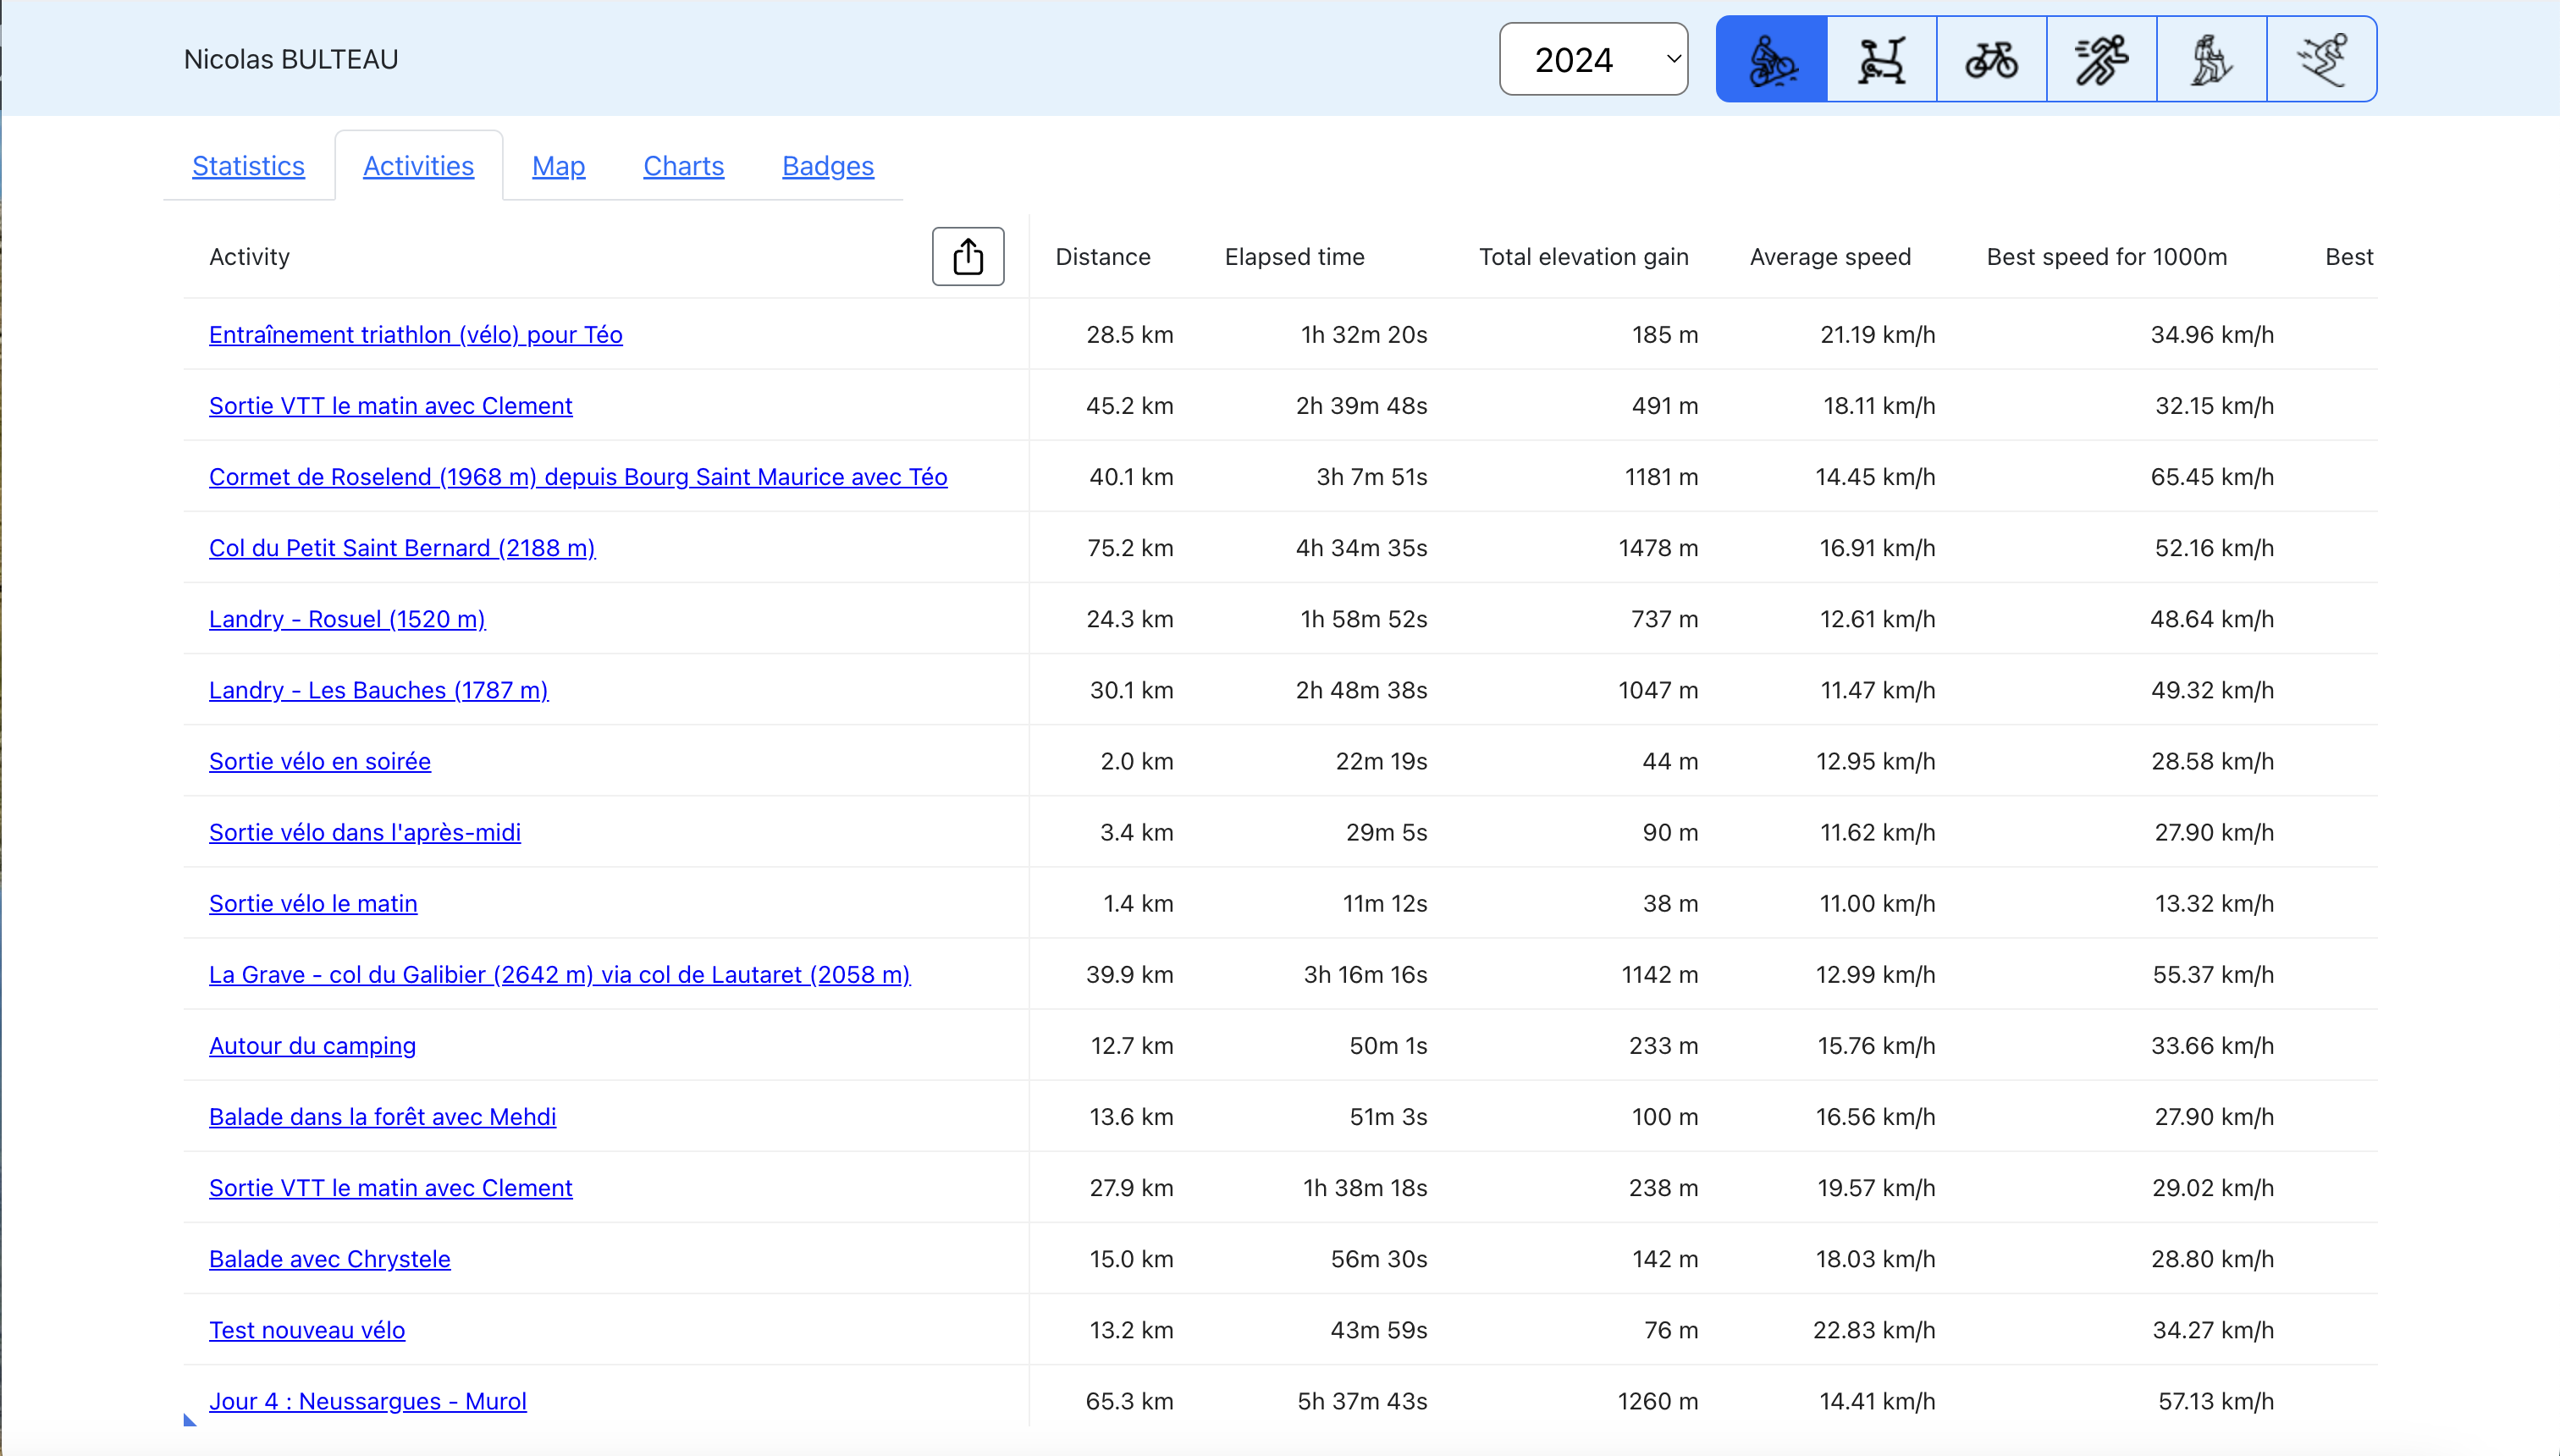 Nicolas BULTEAU 2024
Statistics Activities Map Charts Badges
Activity Distance Elapsed time Total elevation gain Average speed Best speed for 1000m Best
Entraînement triathlon (vélo) pour Téo 28.5 km 1h 32m 20s 185 m 21.19 km/h 34.96 km/h
Sortie VTT le matin avec Clement 45.2 km 2h 39m 48s 491 m 18.11 km/h 32.15 km/h
Cormet de Roselend (1968 m) depuis Bourg Saint Maurice avec Téo 40.1 km 3h 7m 51s 1181 m 14.45 km/h 65.45 km/h
Col du Petit Saint Bernard (2188 m) 75.2 km 4h 34m 35s 1478 m 16.91 km/h 52.16 km/h
Landry - Rosuel (1520 m) 24.3 km 1h 58m 52s 737 m 12.61 km/h 48.64 km/h
Landry - Les Bauches (1787 m) 30.1 km 2h 48m 38s 1047 m 11.47 km/h 49.32 km/h
Sortie vélo en soirée 2.0 km 22m 19s 44 m 12.95 km/h 28.58 km/h
Sortie vélo dans l'après-midi 3.4 km 29m 5s 90 m 11.62 km/h 27.90 km/h
Sortie vélo le matin 1.4 km 11m 12s 38 m 11.00 km/h 13.32 km/h
La Grave - col du Galibier (2642 m) via col de Lautaret (2058 m) 39.9 km 3h 16m 16s 1142 m 12.99 km/h 55.37 km/h
Autour du camping 12.7 km 50m 1s 233 m 15.76 km/h 33.66 km/h
Balade dans la forêt avec Mehdi 13.6 km 51m 3s 100 m 16.56 km/h 27.90 km/h
Sortie VTT le matin avec Clement 27.9 km 1h 38m 18s 238 m 19.57 km/h 29.02 km/h
Balade avec Chrystele 15.0 km 56m 30s 142 m 18.03 km/h 28.80 km/h
Test nouveau vélo 13.2 km 43m 59s 76 m 22.83 km/h 34.27 km/h
Jour 4 : Neussargues - Murol 65.3 km 5h 37m 43s 1260 m 14.41 km/h 57.13 km/h